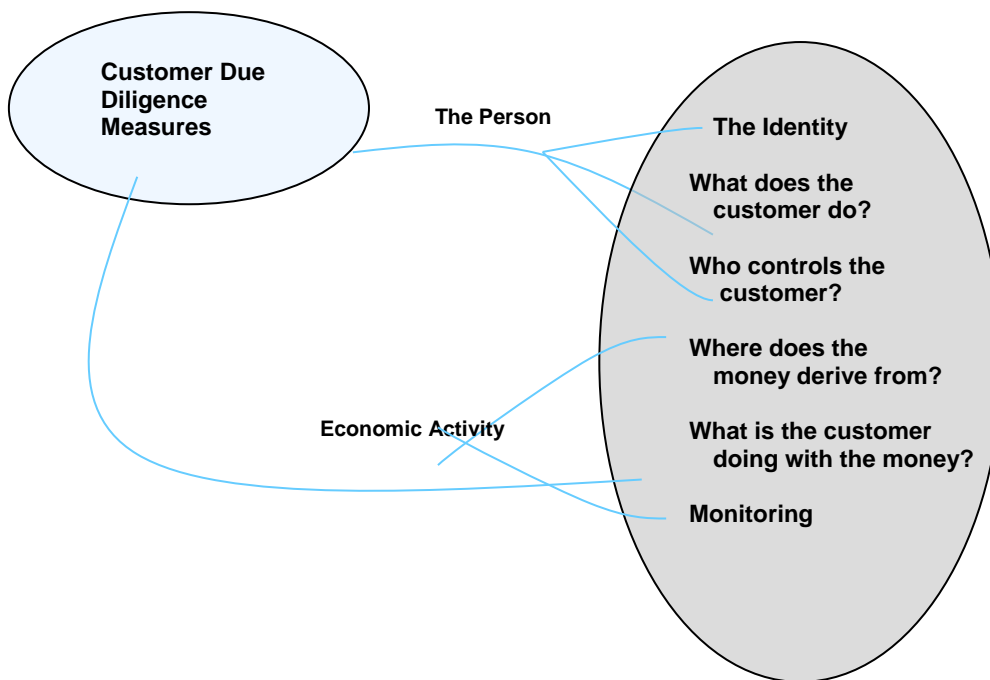 Customer Due
Diligence
Measures
The Person
The Identity
What does the
customer do?
Who controls the
customer?
Where does the
money derive from?
Economic Activity
What is the customer
doing with the money?
Monitoring